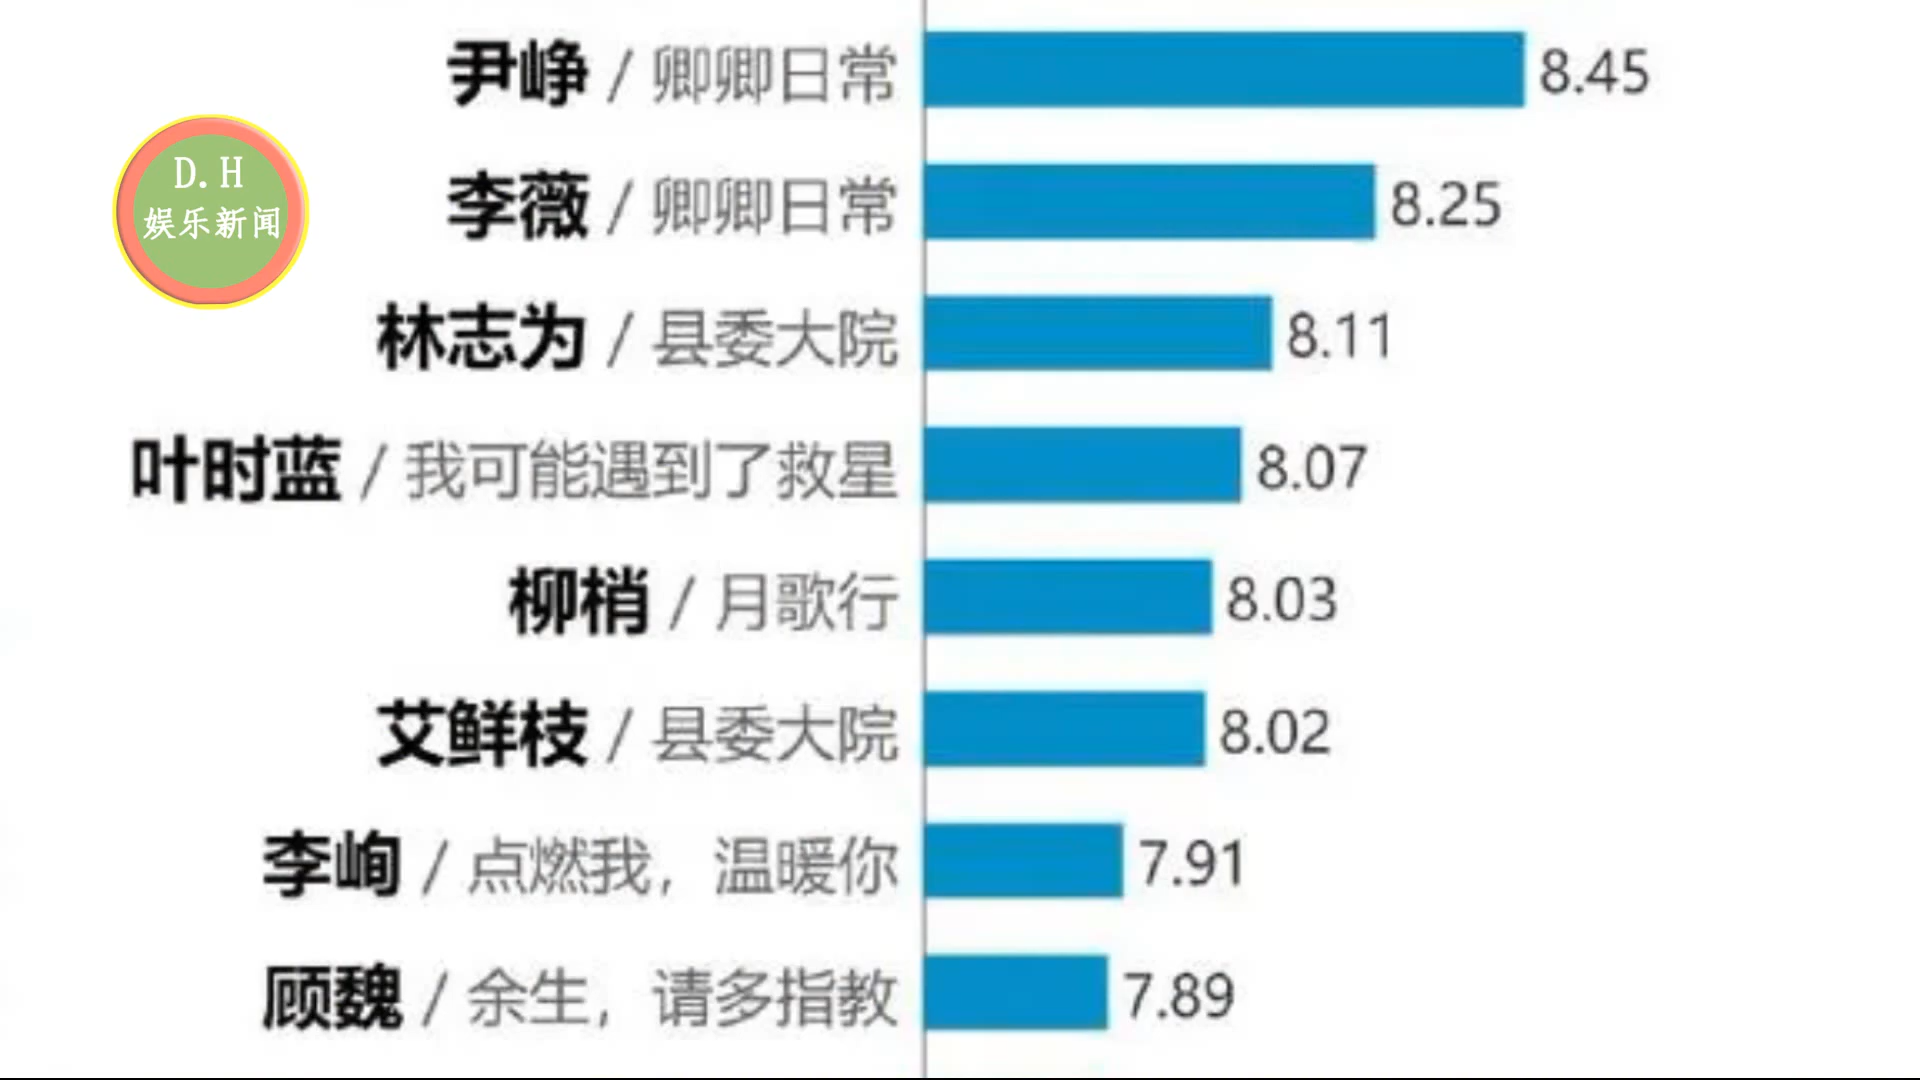 尹峥 / 卿卿日常 8.45
D.H
娱乐新闻
李薇 / 卿卿日常 8.25
林志为 / 县委大院 8.11
叶时蓝 / 我可能遇到了救星 8.07
柳梢 / 月歌行 8.03
艾鲜枝 / 县委大院 8.02
李峋 / 点燃我，温暖你 7.91
顾魏 / 余生，请多指教 7.89